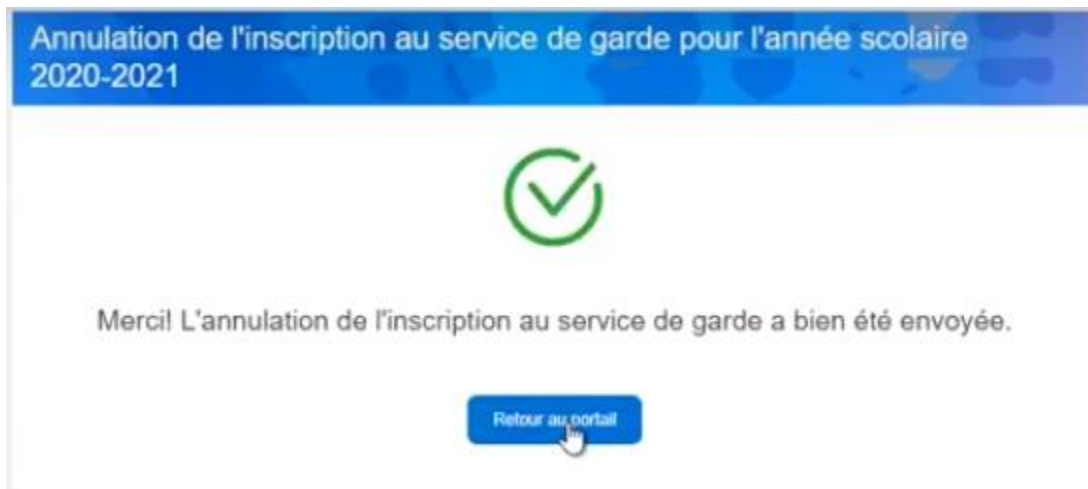 Annulation de l'inscription au service de garde pour l'année scolaire
2020-2021
Merci! L'annulation de l'inscription au service de garde a bien été envoyée.
Retour au portail